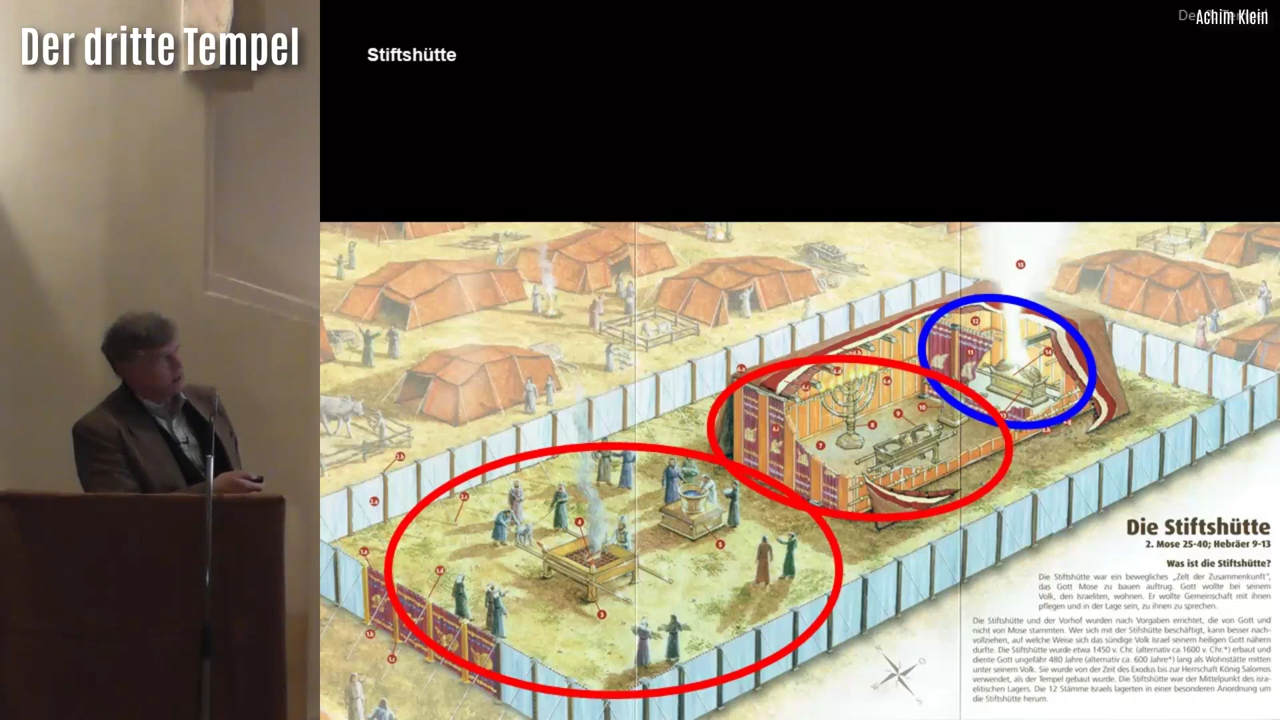 Der dritte Tempel
Achim Klein
Stiftshütte
Die Stiftshütte
2. Mose 25-40; Hebräer 9-13
Was ist die Stiftshütte?
Die Stiftshütte war ein bewegliches „Zelt der Zusammenkunft“,
das Gott Mose zu bauen auftrug. Gott wollte bei seinem
Volk, den Israeliten, wohnen. Er wollte Gemeinschaft mit ihnen
pflegen und in der Lage sein, zu ihnen zu sprechen.
Die Stiftshütte und der Vorhof wurden nach Vorgaben errichtet, die von Gott und
nicht von Mose stammten. Wer sich mit der Stiftshütte beschäftigt, kann besser nach-
vollziehen, auf welche Weise sich das sündige Volk Israel seinem heiligen Gott nähern
durfte. Die Stiftshütte wurde etwa 1450 v. Chr. (alternativ ca. 1600 v. Chr.*) erbaut und
diente Gott ungefähr 480 Jahre (alternativ ca. 600 Jahre*) lang als Wohnstätte mitten
unter seinem Volk. Sie wurde von der Zeit des Exodus bis zur Herrschaft König Salomos
verwendet, als der Tempel gebaut wurde. Die Stiftshütte war der Mittelpunkt des isra-
elitischen Lagers. Die 12 Stämme Israels lagerten in einer besonderen Anordnung um
die Stiftshütte herum.